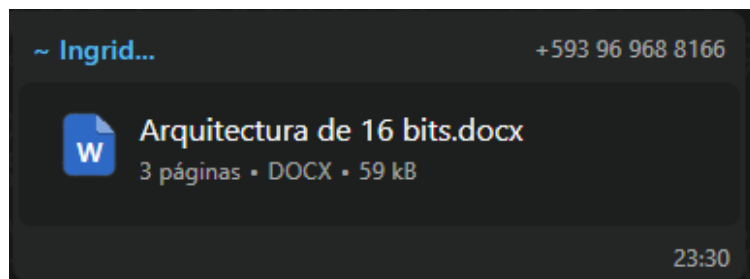 ~ Ingrid... +593 96 968 8166
W
Arquitectura de 16 bits.docx
3 páginas • DOCX • 59 kB
23:30